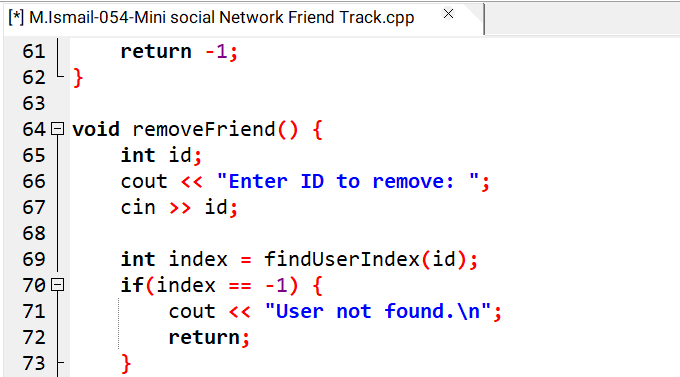 [*] M.Ismail-054-Mini social Network Friend Track.cpp ×
61     return -1;
62 }
63
64 void removeFriend() {
65     int id;
66     cout << "Enter ID to remove: ";
67     cin >> id;
68
69     int index = findUserIndex(id);
70     if(index == -1) {
71         cout << "User not found.\n";
72         return;
73     }